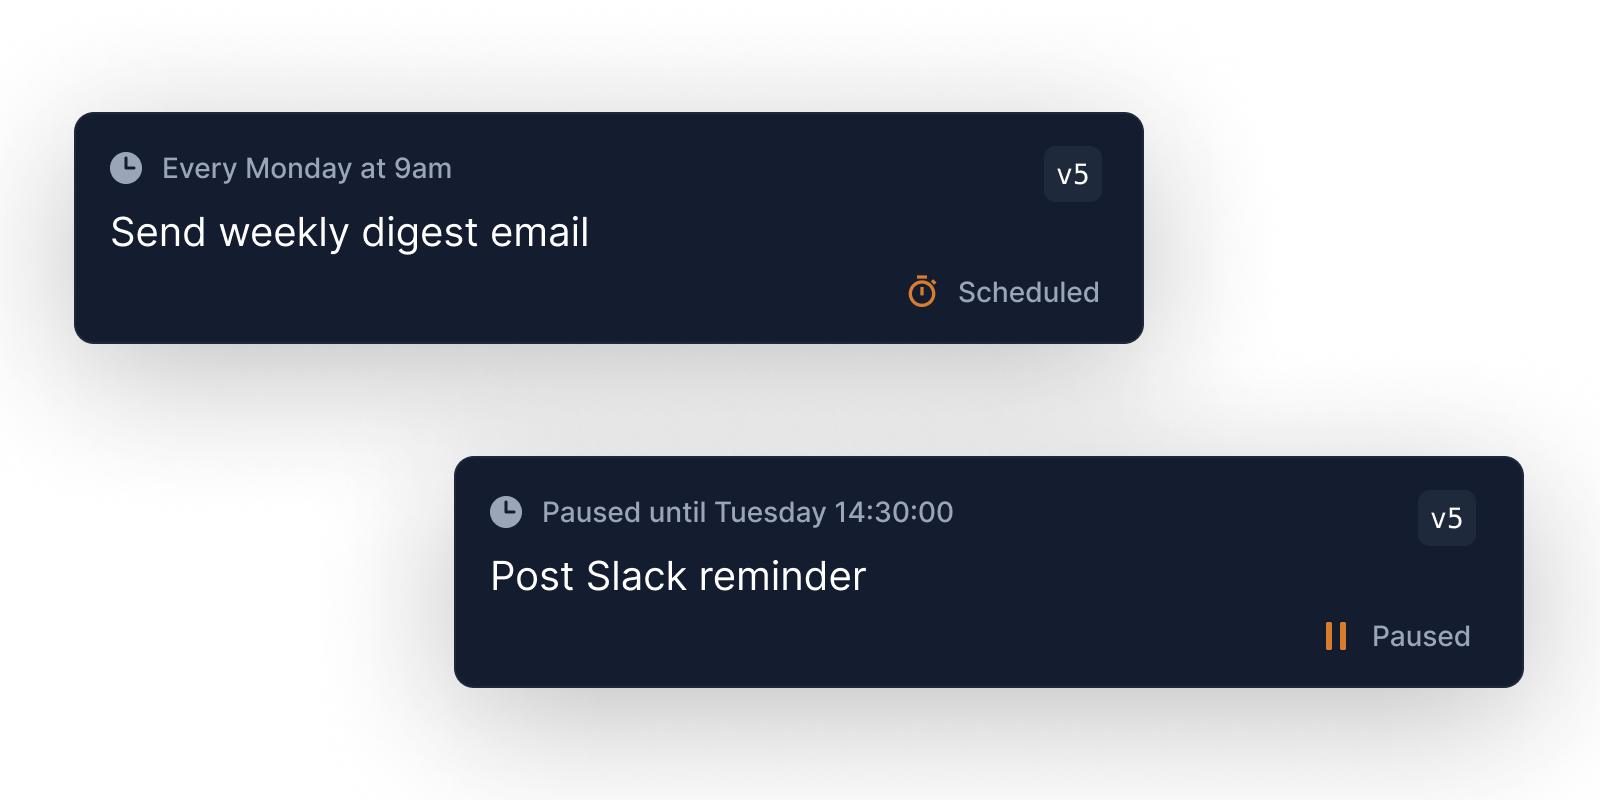 Every Monday at 9am
v5
Send weekly digest email
Scheduled
Paused until Tuesday 14:30:00
v5
Post Slack reminder
Paused